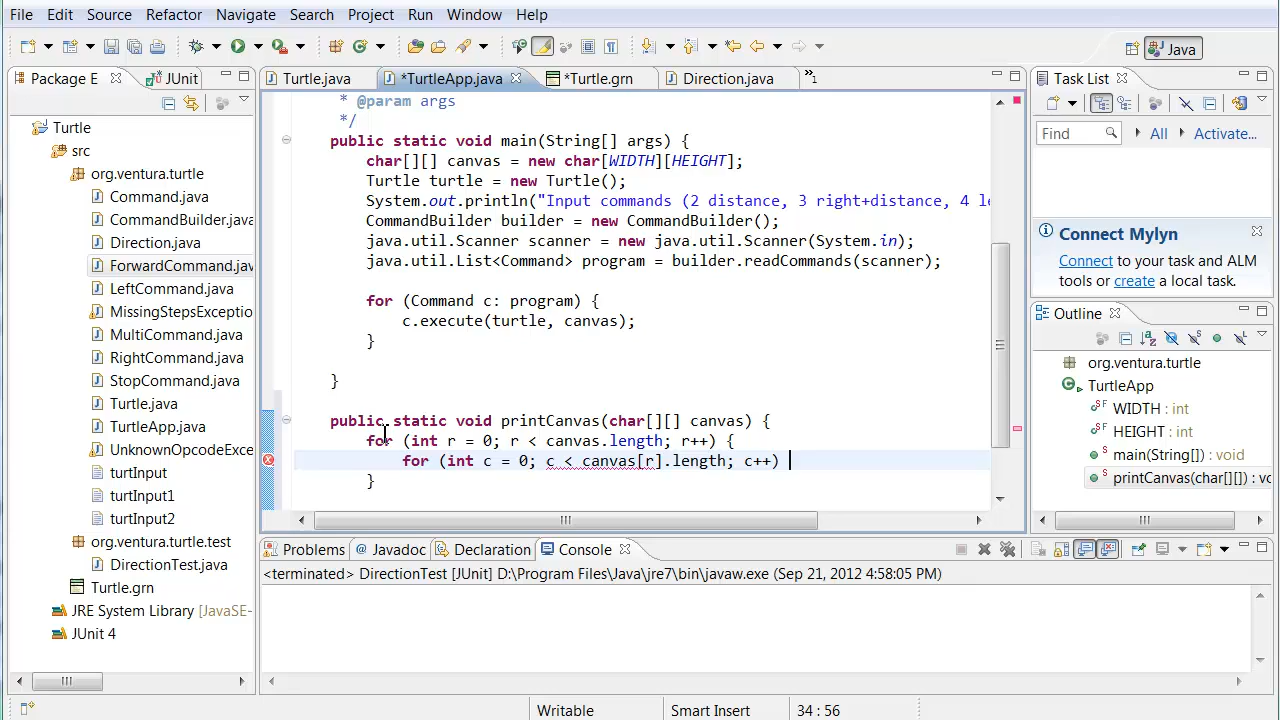 File Edit Source Refactor Navigate Search Project Run Window Help
Java
Package E
JUnit
Turtle.java
*TurtleApp.java
*Turtle.grn
Direction.java
»1
Task List
Turtle
src
org.ventura.turtle
Command.java
CommandBuilder.java
Direction.java
ForwardCommand.jav
LeftCommand.java
MissingStepsExceptio
MultiCommand.java
RightCommand.java
StopCommand.java
Turtle.java
TurtleApp.java
UnknownOpcodeExce
turtInput
turtInput1
turtInput2
org.ventura.turtle.test
DirectionTest.java
Turtle.grn
JRE System Library [JavaSE-
JUnit 4
* @param args
*/
public static void main(String[] args) {
char[][] canvas = new char[WIDTH][HEIGHT];
Turtle turtle = new Turtle();
System.out.println("Input commands (2 distance, 3 right+distance, 4 le
CommandBuilder builder = new CommandBuilder();
java.util.Scanner scanner = new java.util.Scanner(System.in);
java.util.List<Command> program = builder.readCommands(scanner);
for (Command c: program) {
c.execute(turtle, canvas);
}
}
public static void printCanvas(char[][] canvas) {
for (int r = 0; r < canvas.length; r++) {
for (int c = 0; c < canvas[r].length; c++)
}
Find
All
Activate...
Connect Mylyn
Connect to your task and ALM
tools or create a local task.
Outline
org.ventura.turtle
TurtleApp
WIDTH : int
HEIGHT : int
main(String[]) : void
printCanvas(char[][]) : vo
Problems
@ Javadoc
Declaration
Console
<terminated> DirectionTest [JUnit] D:\Program Files\Java\jre7\bin\javaw.exe (Sep 21, 2012 4:58:05 PM)
Writable
Smart Insert
34 : 56